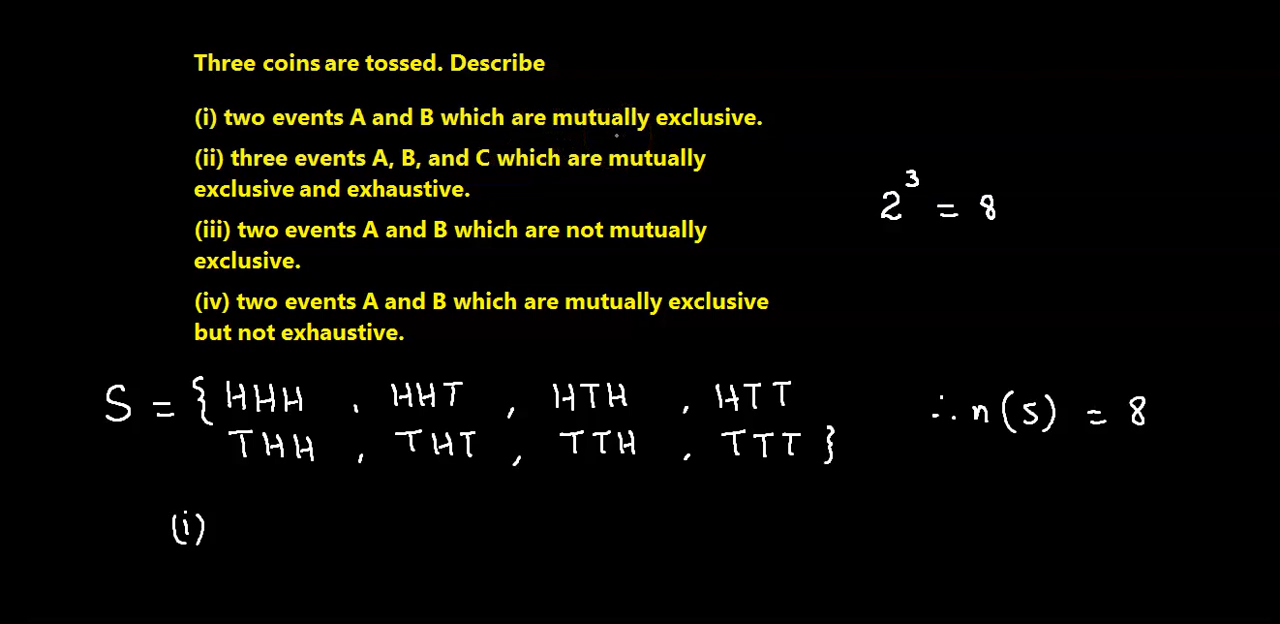 Three coins are tossed. Describe
(i) two events A and B which are mutually exclusive.
(ii) three events A, B, and C which are mutually
exclusive and exhaustive.
(iii) two events A and B which are not mutually
exclusive.
(iv) two events A and B which are mutually exclusive
but not exhaustive.
2³ = 8
S = { HHH , HHT , HTH , HTT
THH , THT , TTH , TTT }
∴ n(s) = 8
(i)